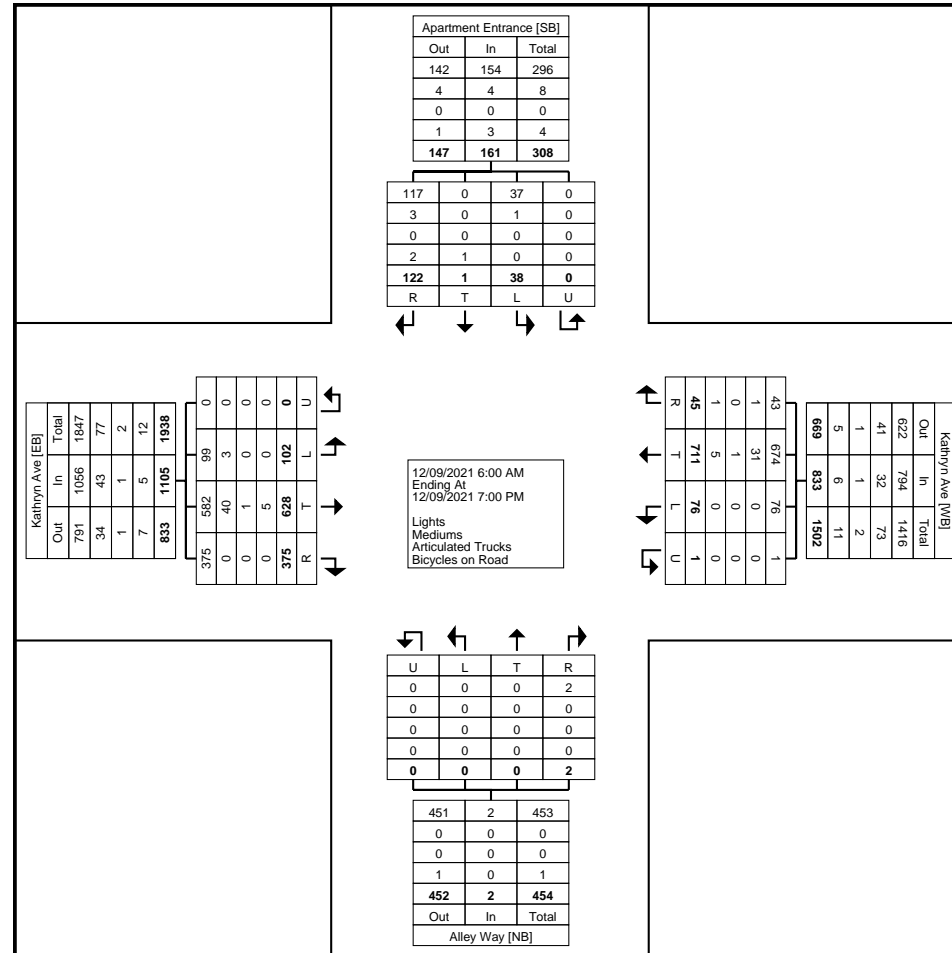 Apartment Entrance [SB]
Out In Total
142 154 296
4 4 8
0 0 0
1 3 4
147 161 308
117 0 37 0
3 0 1 0
0 0 0 0
2 1 0 0
122 1 38 0
R T L U
Kathryn Ave [EB]
Total In Out
1847 1056 791
77 43 34
2 1 1
12 5 7
1938 1105 833
0 99 582 375
0 3 40 0
0 0 1 0
0 0 5 0
0 102 628 375
U L T R
12/09/2021 6:00 AM
Ending At
12/09/2021 7:00 PM
Lights
Mediums
Articulated Trucks
Bicycles on Road
Kathryn Ave [WB]
Out In Total
622 794 1416
41 32 73
1 1 2
5 6 11
669 833 1502
43 674 76 1
1 31 0 0
0 1 0 0
1 5 0 0
45 711 76 1
R T L U
U L T R
0 0 0 2
0 0 0 0
0 0 0 0
0 0 0 0
0 0 0 2
451 2 453
0 0 0
0 0 0
1 0 1
452 2 454
Out In Total
Alley Way [NB]